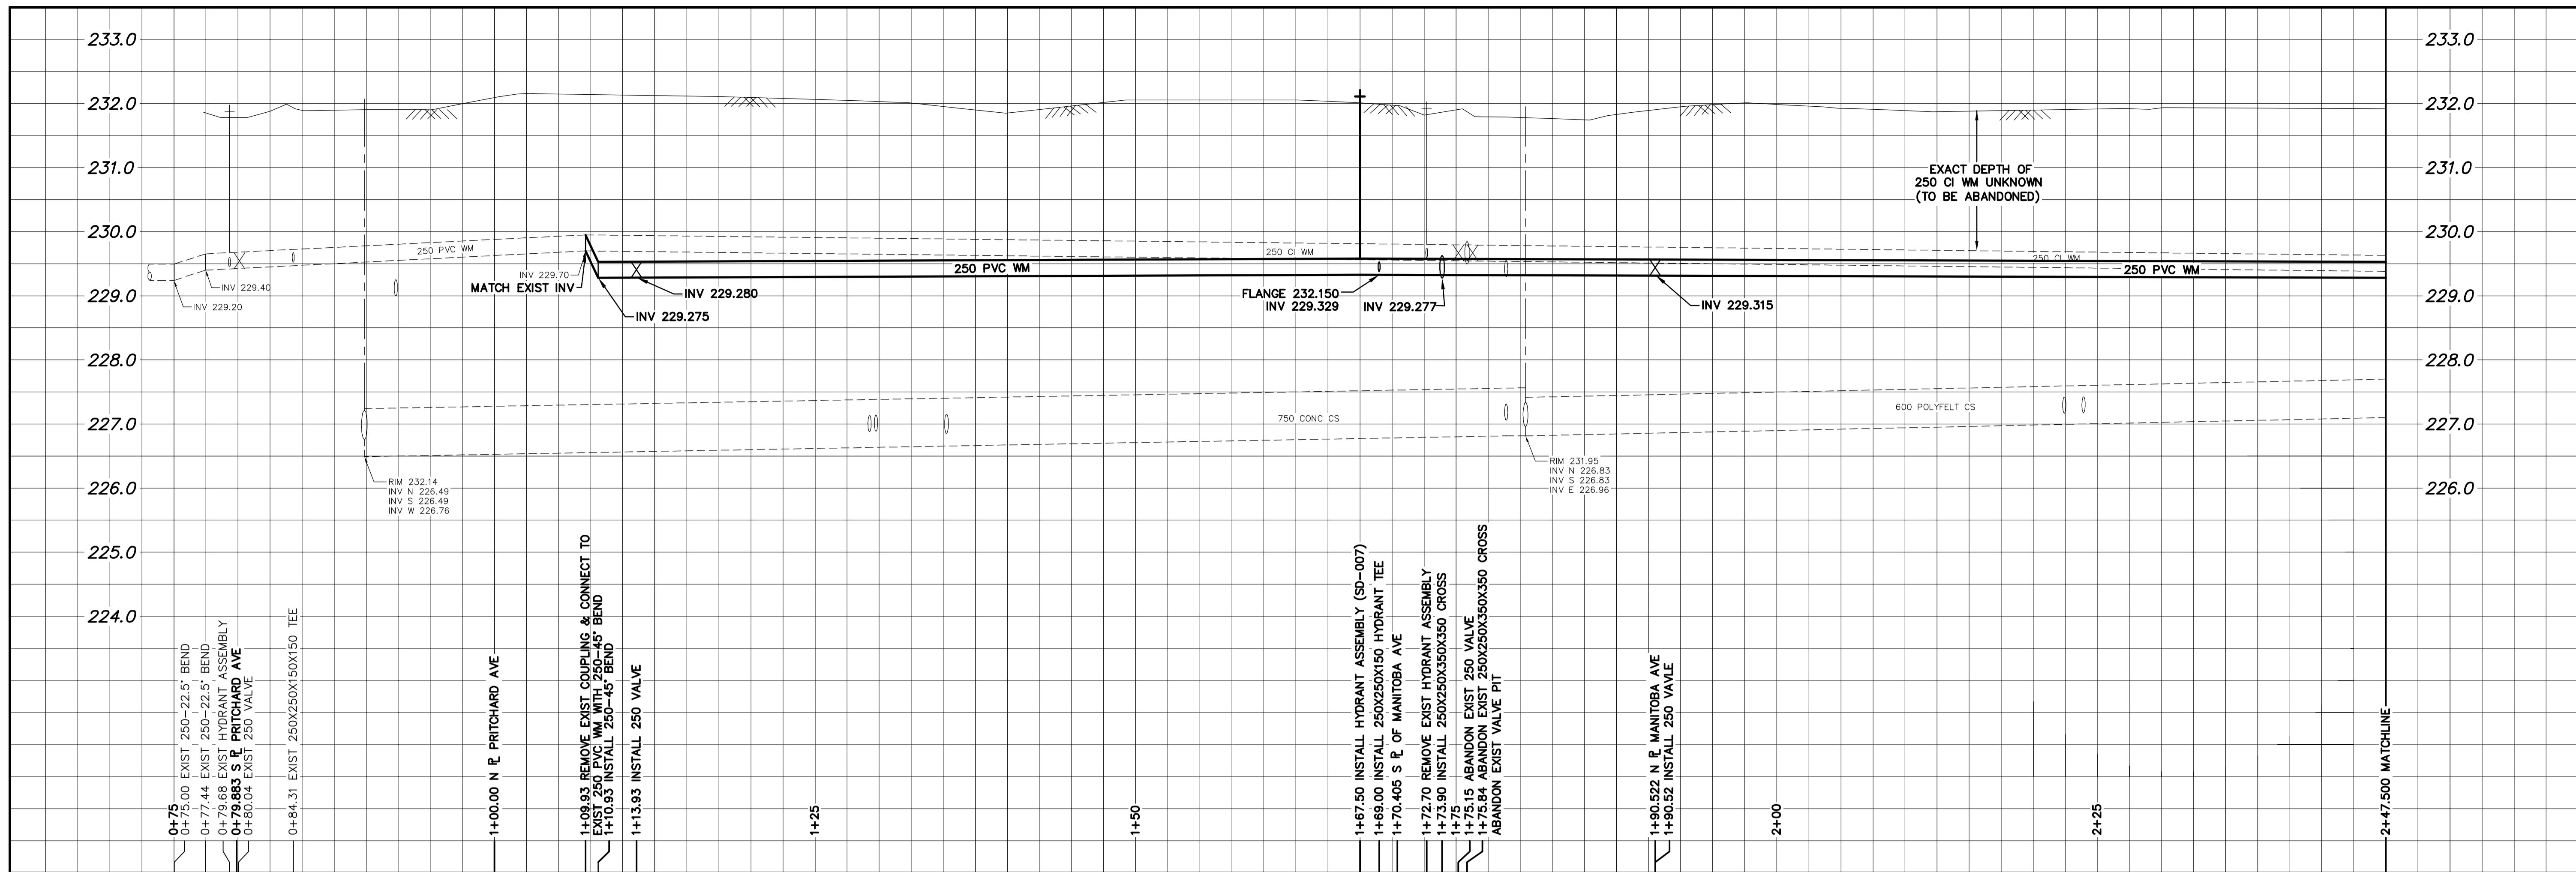 233.0
232.0
231.0
230.0
229.0
228.0
227.0
226.0
225.0
224.0
233.0
232.0
231.0
230.0
229.0
228.0
227.0
226.0
INV 229.20
INV 229.40
250 PVC WM
INV 229.70
MATCH EXIST INV
INV 229.275
INV 229.280
250 PVC WM
250 CI WM
FLANGE 232.150
INV 229.329
INV 229.277
INV 229.315
EXACT DEPTH OF
250 CI WM UNKNOWN
(TO BE ABANDONED)
250 CI WM
250 PVC WM
RIM 232.14
INV N 226.49
INV S 226.49
INV W 226.76
750 CONC CS
RIM 231.95
INV N 226.83
INV S 226.83
INV E 226.96
600 POLYFELT CS
0+75
0+75.00 EXIST 250-22.5° BEND
0+77.44 EXIST 250-22.5° BEND
0+79.68 EXIST HYDRANT ASSEMBLY
0+79.883 S PL PRITCHARD AVE
0+80.04 EXIST 250 VALVE
0+84.31 EXIST 250X250X150X150 TEE
1+00.00 N PL PRITCHARD AVE
1+09.93 REMOVE EXIST COUPLING & CONNECT TO
EXIST 250 PVC WM WITH 250-45° BEND
1+10.93 INSTALL 250-45° BEND
1+13.93 INSTALL 250 VALVE
1+25
1+50
1+67.50 INSTALL HYDRANT ASSEMBLY (SD-007)
1+69.00 INSTALL 250X250X150 HYDRANT TEE
1+70.405 S PL OF MANITOBA AVE
1+72.70 REMOVE EXIST HYDRANT ASSEMBLY
1+73.90 INSTALL 250X250X350X350 CROSS
1+75
1+75.15 ABANDON EXIST 250 VALVE
1+75.84 ABANDON EXIST 250X250X350X350 CROSS
ABANDON EXIST VALVE PIT
1+90.522 N PL MANITOBA AVE
1+90.52 INSTALL 250 VAVLE
2+00
2+25
2+47.500 MATCHLINE